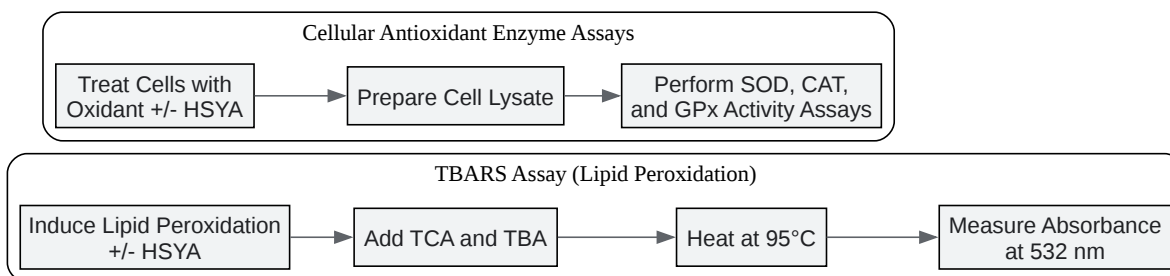 Cellular Antioxidant Enzyme Assays
Treat Cells with
Oxidant +/- HSYA
Prepare Cell Lysate
Perform SOD, CAT,
and GPx Activity Assays
TBARS Assay (Lipid Peroxidation)
Induce Lipid Peroxidation
+/- HSYA
Add TCA and TBA
Heat at 95°C
Measure Absorbance
at 532 nm